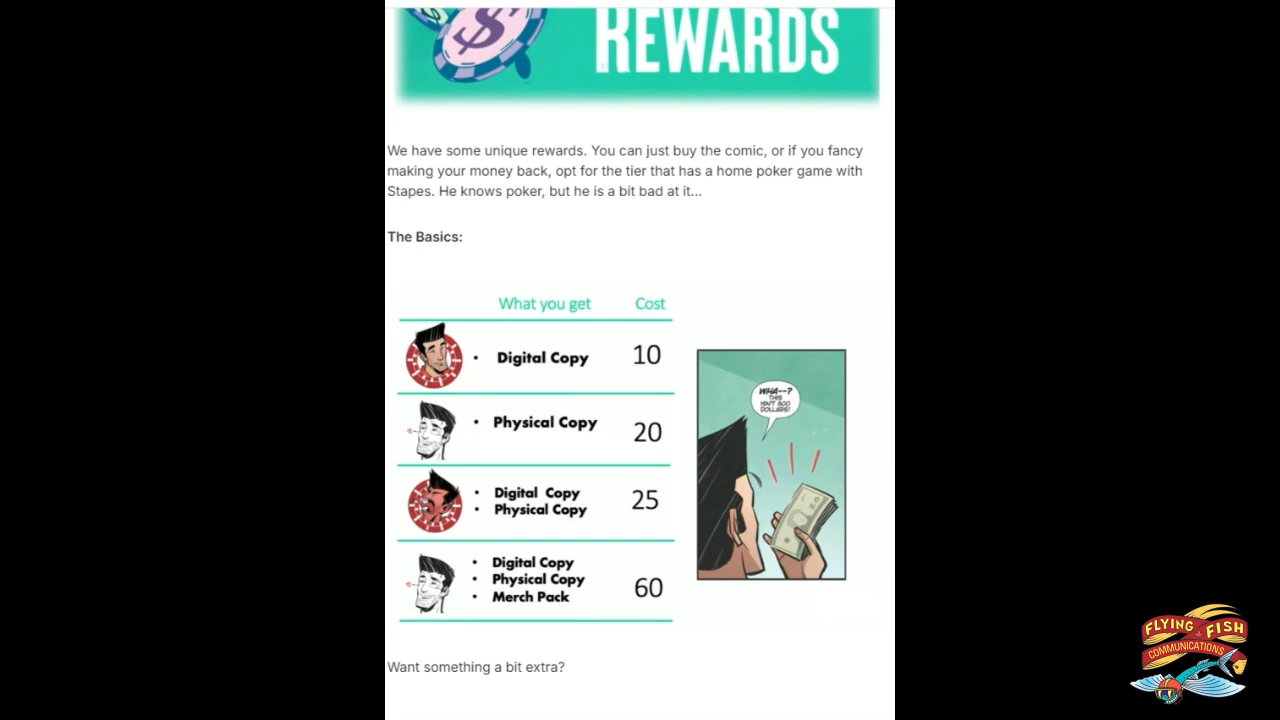 $
REWARDS
We have some unique rewards. You can just buy the comic, or if you fancy
making your money back, opt for the tier that has a home poker game with
Stapes. He knows poker, but he is a bit bad at it...
The Basics:
What you get Cost
• Digital Copy 10
• Physical Copy 20
• Digital Copy
• Physical Copy
25
• Digital Copy
• Physical Copy
• Merch Pack
60
WHA--?
THIS
ISN'T 800
DOLLARS!
Want something a bit extra?
FLYING FISH
COMMUNICATIONS